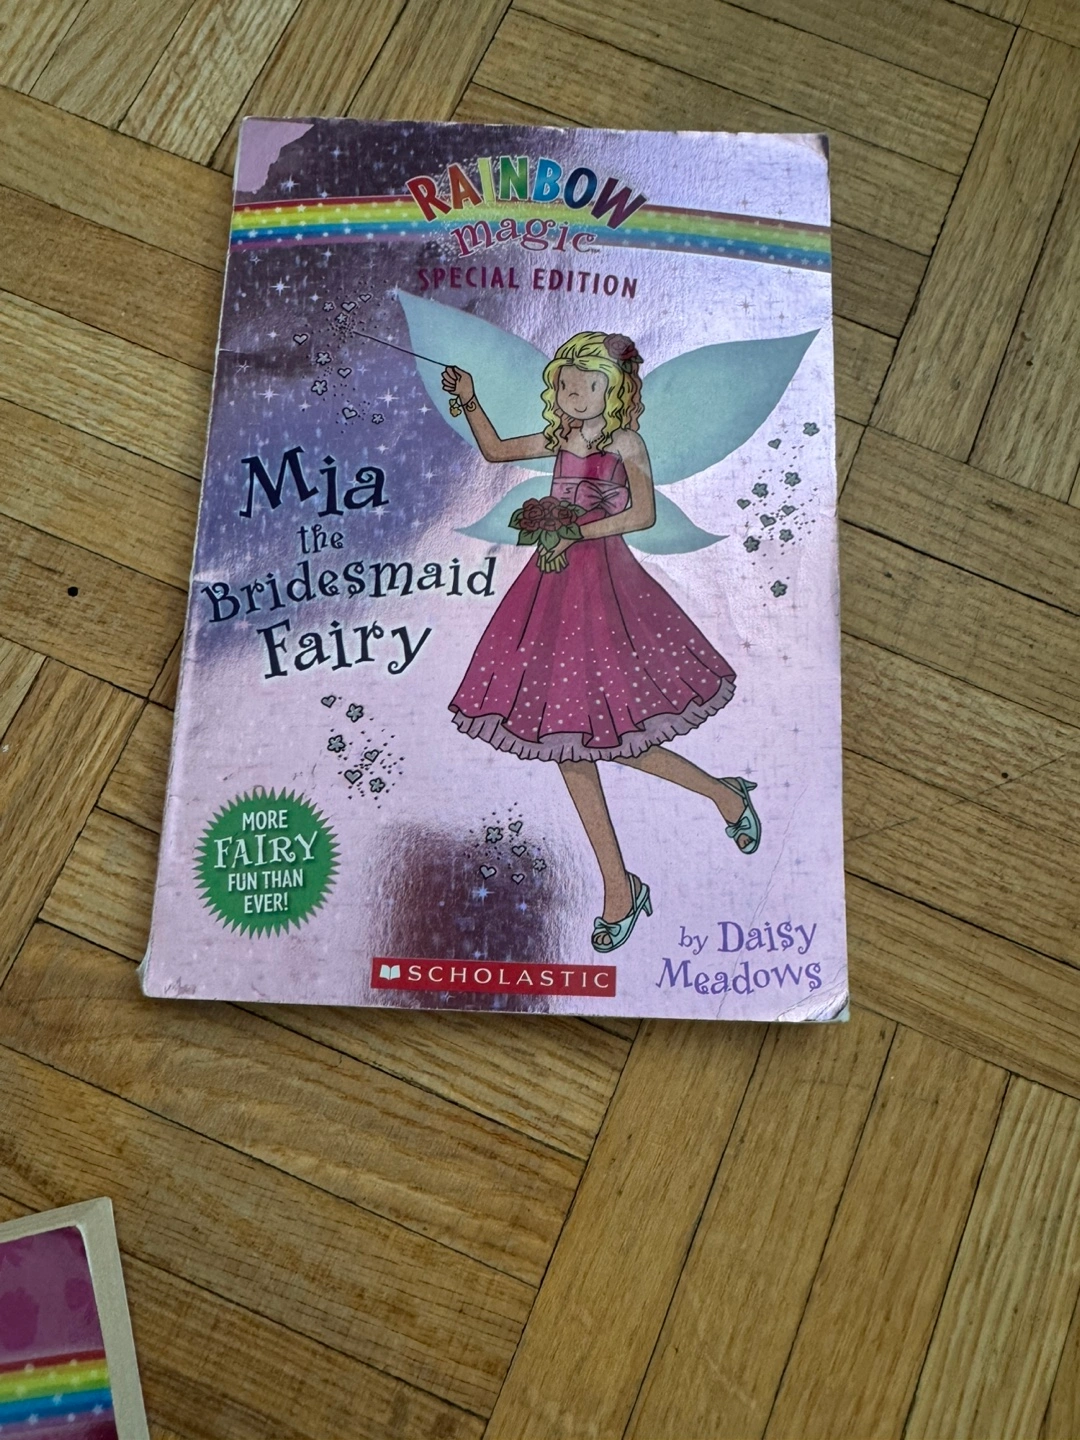 RAINBOW
magic
SPECIAL EDITION
Mia
the
Bridesmaid
Fairy
MORE
FAIRY
FUN THAN
EVER!
by Daisy
Meadows
SCHOLASTIC